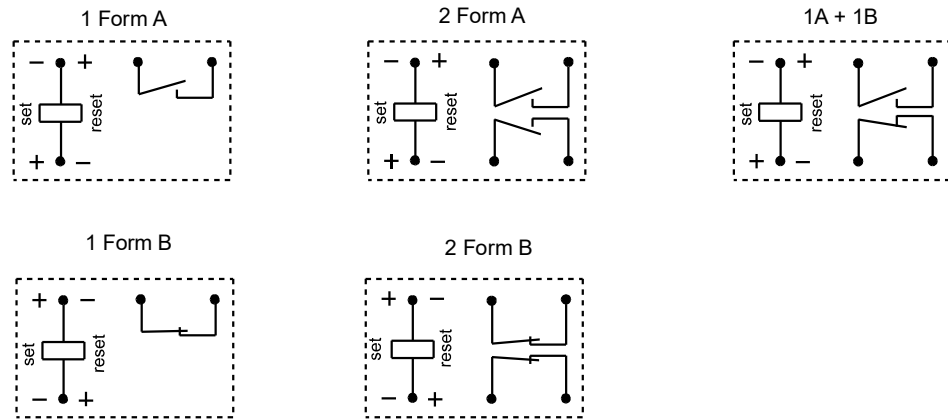 1 Form A
− +
set
reset
+ −
2 Form A
− +
set
reset
+ −
1A + 1B
− +
set
reset
+ −
1 Form B
+ −
set
reset
− +
2 Form B
+ −
set
reset
− +